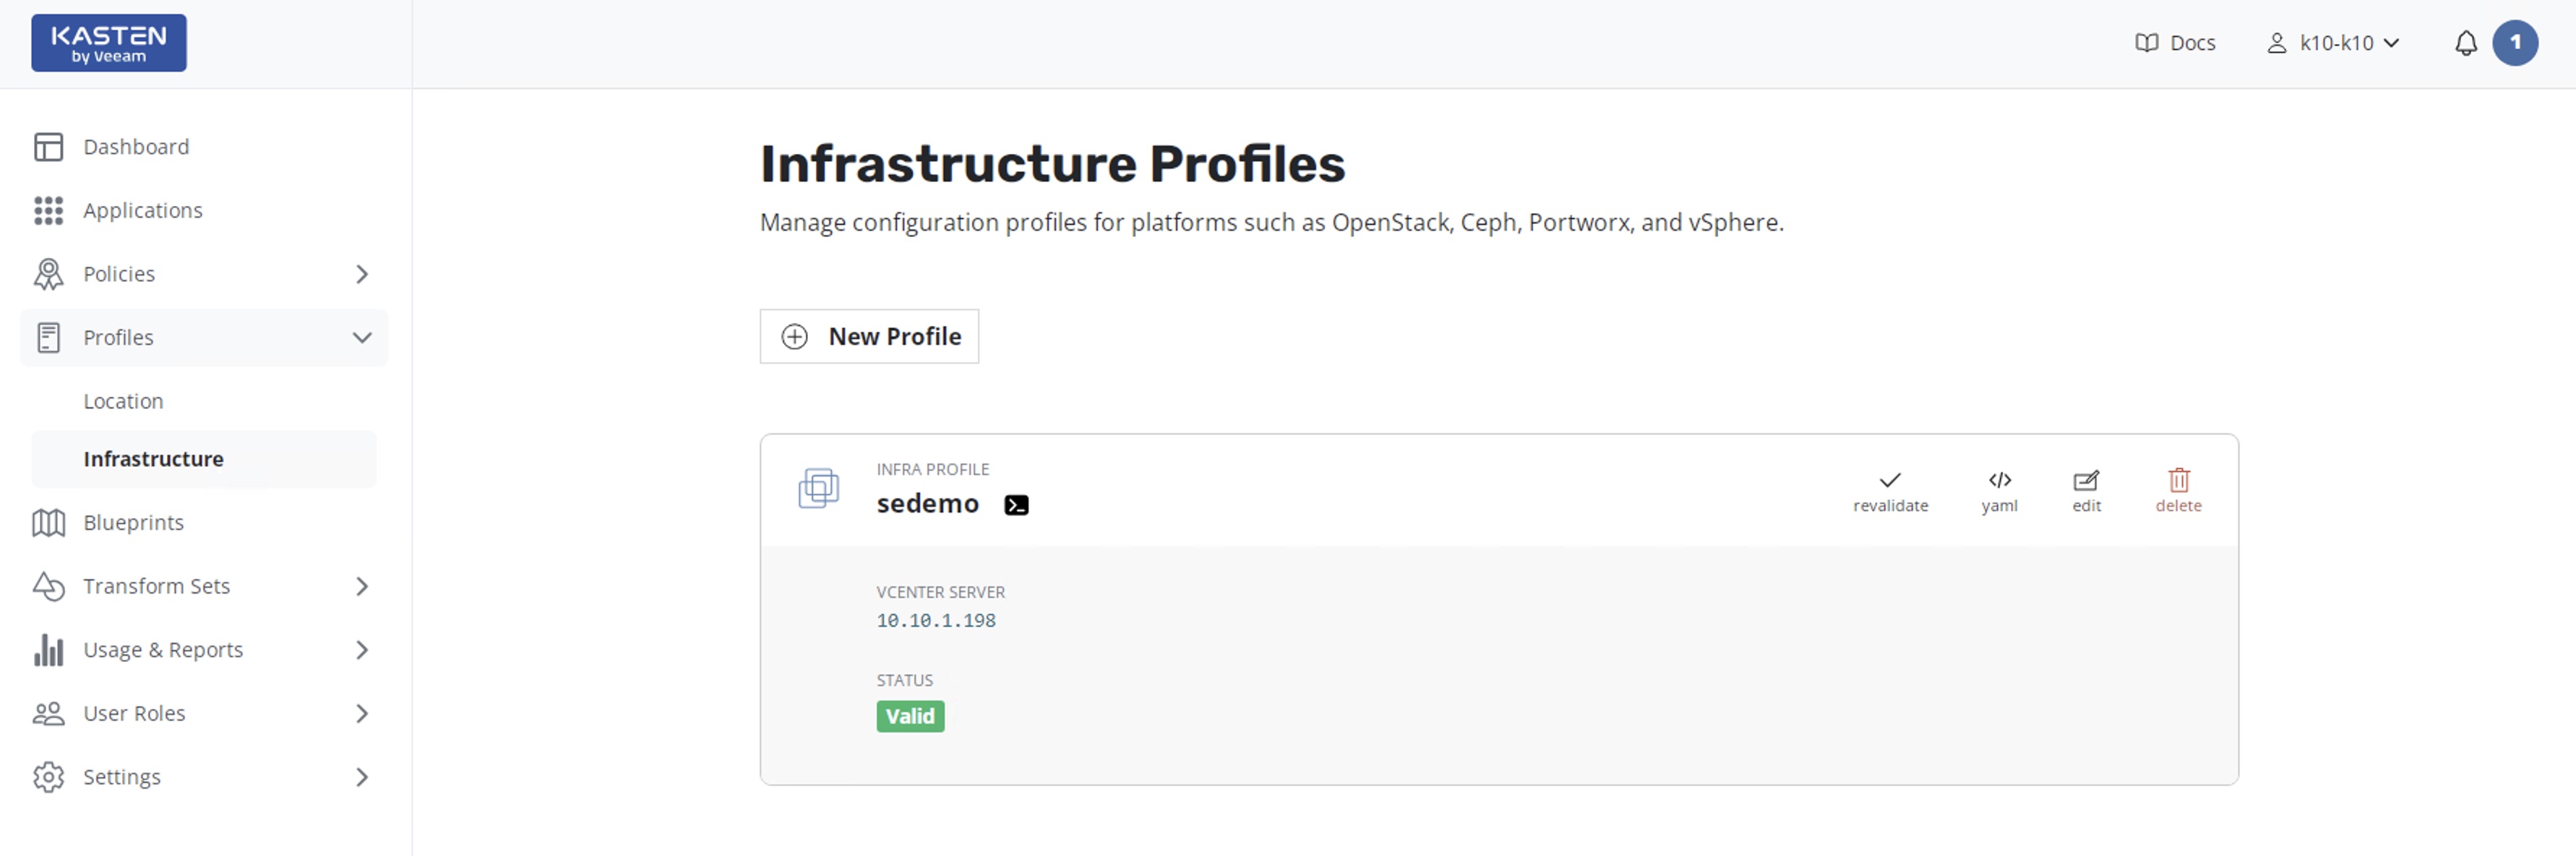 KASTEN
by Veeam
Docs
k10-k10
1
Dashboard
Applications
Policies
Profiles
Location
Infrastructure
Blueprints
Transform Sets
Usage & Reports
User Roles
Settings
Infrastructure Profiles
Manage configuration profiles for platforms such as OpenStack, Ceph, Portworx, and vSphere.
New Profile
INFRA PROFILE
sedemo
revalidate
yaml
edit
delete
VCENTER SERVER
10.10.1.198
STATUS
Valid